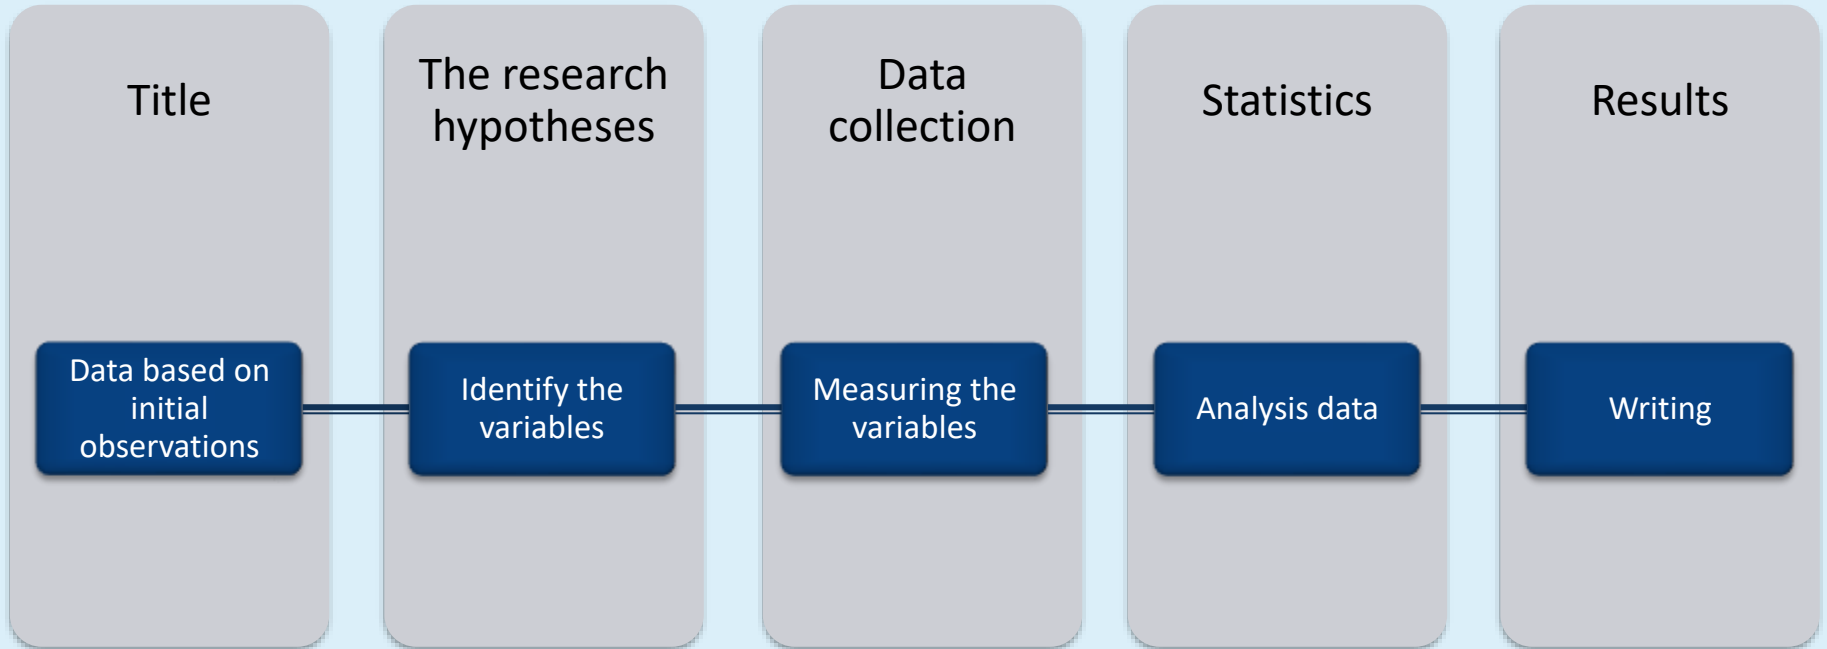 Title
The research
hypotheses
Data
collection
Statistics
Results
Data based on
initial
observations
Identify the
variables
Measuring the
variables
Analysis data
Writing